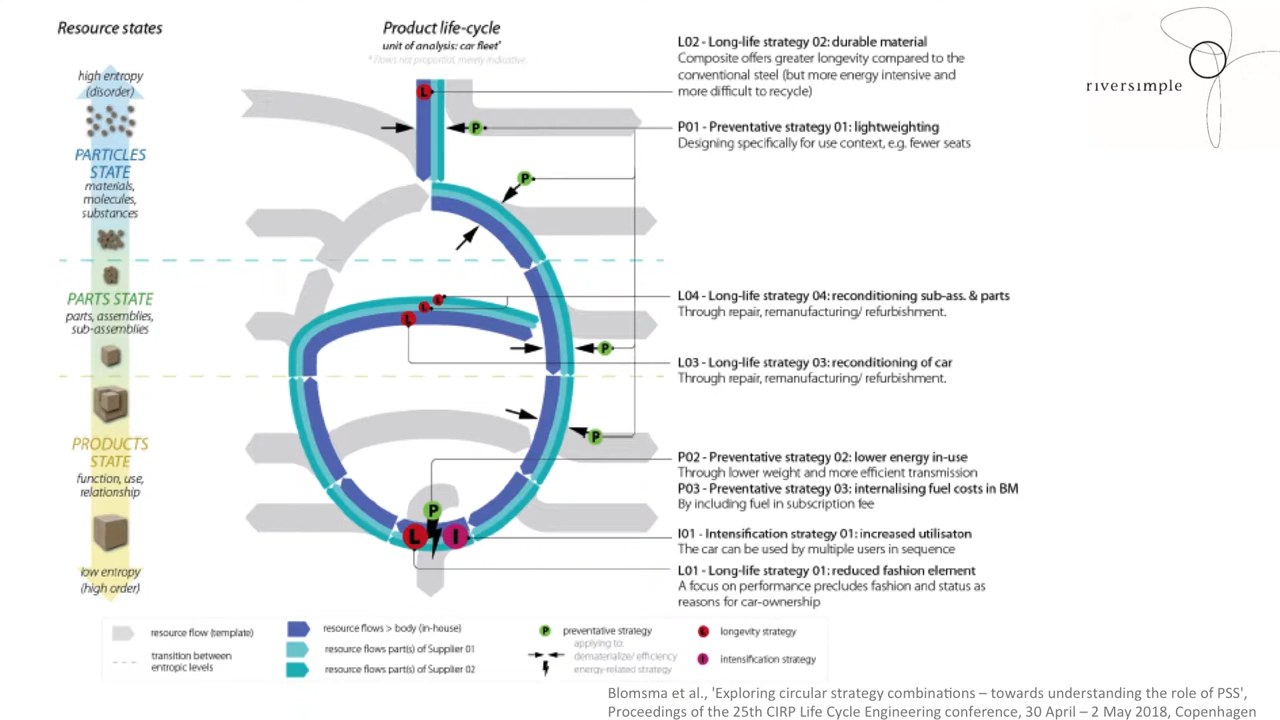 Resource states
high entropy
(disorder)
PARTICLES
STATE
materials,
molecules,
substances
PARTS STATE
parts, assemblies,
sub-assemblies
PRODUCTS
STATE
function, use,
relationship
low entropy
(high order)
Product life-cycle
unit of analysis: car fleet*
* Flows not proportional, merely indicative.
L
P
P
L
L
L
P
P
P
L
I
L02 - Long-life strategy 02: durable material
Composite offers greater longevity compared to the
conventional steel (but more energy intensive and
more difficult to recycle)
P01 - Preventative strategy 01: lightweighting
Designing specifically for use context, e.g. fewer seats
L04 - Long-life strategy 04: reconditioning sub-ass. & parts
Through repair, remanufacturing/ refurbishment.
L03 - Long-life strategy 03: reconditioning of car
Through repair, remanufacturing/ refurbishment.
P02 - Preventative strategy 02: lower energy in-use
Through lower weight and more efficient transmission
P03 - Preventative strategy 03: internalising fuel costs in BM
By including fuel in subscription fee
I01 - Intensification strategy 01: increased utilisaton
The car can be used by multiple users in sequence
L01 - Long-life strategy 01: reduced fashion element
A focus on performance precludes fashion and status as
reasons for car-ownership
riversimple
resource flow (template)
transition between
entropic levels
resource flows > body (in-house)
resource flows part(s) of Supplier 01
resource flows part(s) of Supplier 02
P preventative strategy
applying to:
dematerialize/ efficiency
energy-related strategy
L longevity strategy
I intensification strategy
Blomsma et al., 'Exploring circular strategy combinations – towards understanding the role of PSS',
Proceedings of the 25th CIRP Life Cycle Engineering conference, 30 April – 2 May 2018, Copenhagen